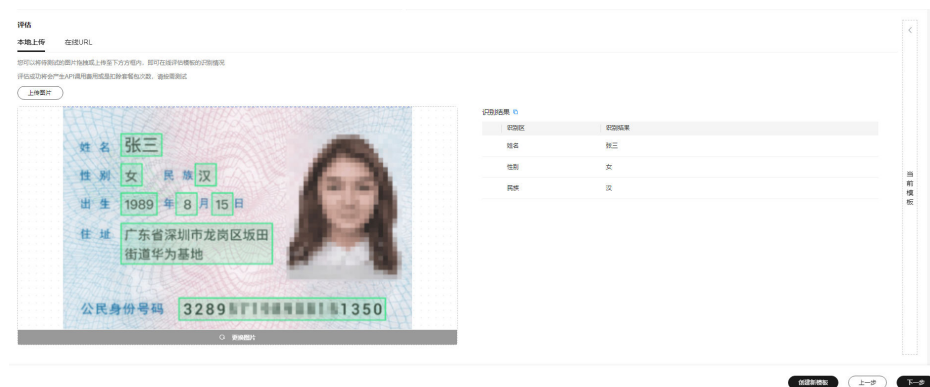 评估
本地上传 在线URL
您可以将待测试的图片拖拽或上传至下方方框内，即可在线评估模板的识别情况
评估成功将会产生API调用费用或是扣除套餐包次数，请按需测试
上传图片
姓名 张三
性别 女 民族 汉
出生 1989 年 8 月 15 日
住址 广东省深圳市龙岗区坂田
街道华为基地
公民身份号码 3289 1350
更换图片
识别结果
识别区 识别结果
姓名 张三
性别 女
民族 汉
当前模板
创建新模板 上一步 下一步